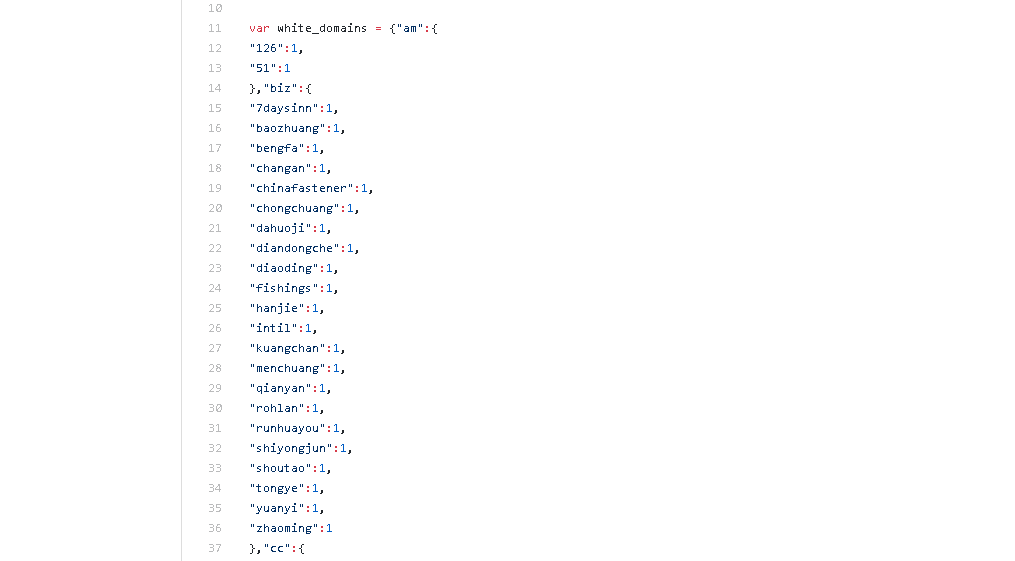 10
11 var white_domains = {"am":{
12 "126":1,
13 "51":1
14 },"biz":{
15 "7daysinn":1,
16 "baozhuang":1,
17 "bengfa":1,
18 "changan":1,
19 "chinafastener":1,
20 "chongchuang":1,
21 "dahuoji":1,
22 "diandongche":1,
23 "diaoding":1,
24 "fishings":1,
25 "hanjie":1,
26 "intil":1,
27 "kuangchan":1,
28 "menchuang":1,
29 "qianyan":1,
30 "rohlan":1,
31 "runhuayou":1,
32 "shiyongjun":1,
33 "shoutao":1,
34 "tongye":1,
35 "yuanyi":1,
36 "zhaoming":1
37 },"cc":{